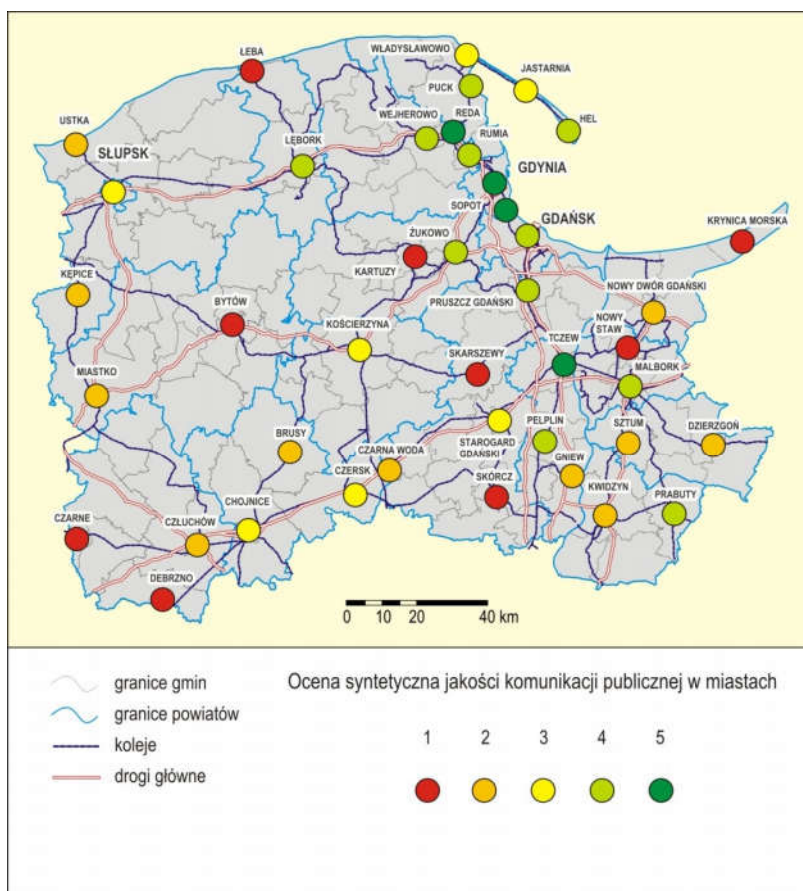 WŁADYSŁAWOWO
ŁEBA
JASTARNIA
PUCK
USTKA
WEJHEROWO
REDA
HEL
LĘBORK
RUMIA
SŁUPSK
GDYNIA
SOPOT
GDAŃSK
ŻUKOWO
KRYNICA MORSKA
KARTUZY
KĘPICE
PRUSZCZ GDAŃSKI
NOWY DWÓR GDAŃSKI
BYTÓW
KOŚCIERZYNA
NOWY
STAW
TCZEW
SKARSZEWY
MALBORK
MIASTKO
BRUSY
CZARNA WODA
STAROGARD
GDAŃSKI
PELPLIN
SZTUM
DZIERZGOŃ
GNIEW
CZERSK
SKÓRCZ
KWIDZYN
PRABUTY
CHOJNICE
CZARNE
CZŁUCHÓW
DEBRZNO
0 10 20 40 km
granice gmin
granice powiatów
koleje
drogi główne
Ocena syntetyczna jakości komunikacji publicznej w miastach
1 2 3 4 5